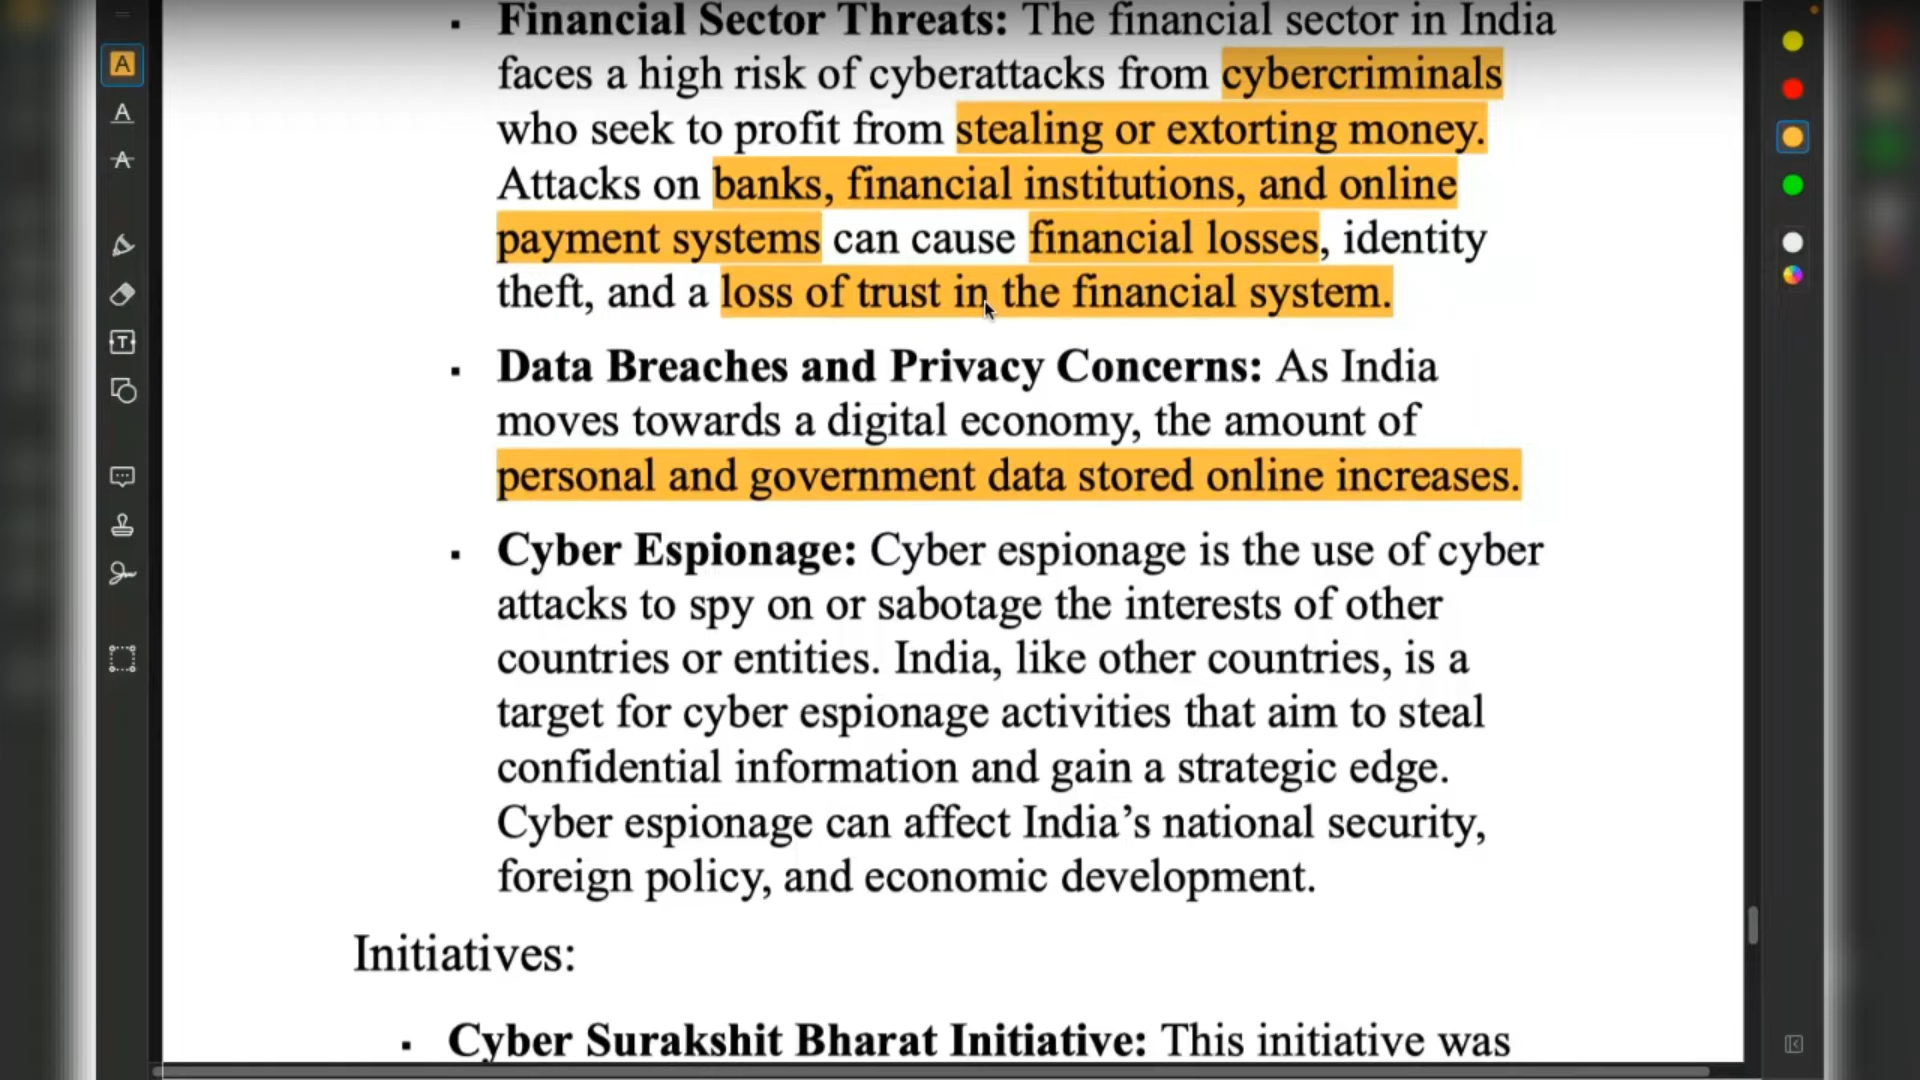 ▪ Financial Sector Threats: The financial sector in India
faces a high risk of cyberattacks from cybercriminals
who seek to profit from stealing or extorting money.
Attacks on banks, financial institutions, and online
payment systems can cause financial losses, identity
theft, and a loss of trust in the financial system.
▪ Data Breaches and Privacy Concerns: As India
moves towards a digital economy, the amount of
personal and government data stored online increases.
▪ Cyber Espionage: Cyber espionage is the use of cyber
attacks to spy on or sabotage the interests of other
countries or entities. India, like other countries, is a
target for cyber espionage activities that aim to steal
confidential information and gain a strategic edge.
Cyber espionage can affect India’s national security,
foreign policy, and economic development.
Initiatives:
▪ Cyber Surakshit Bharat Initiative: This initiative was